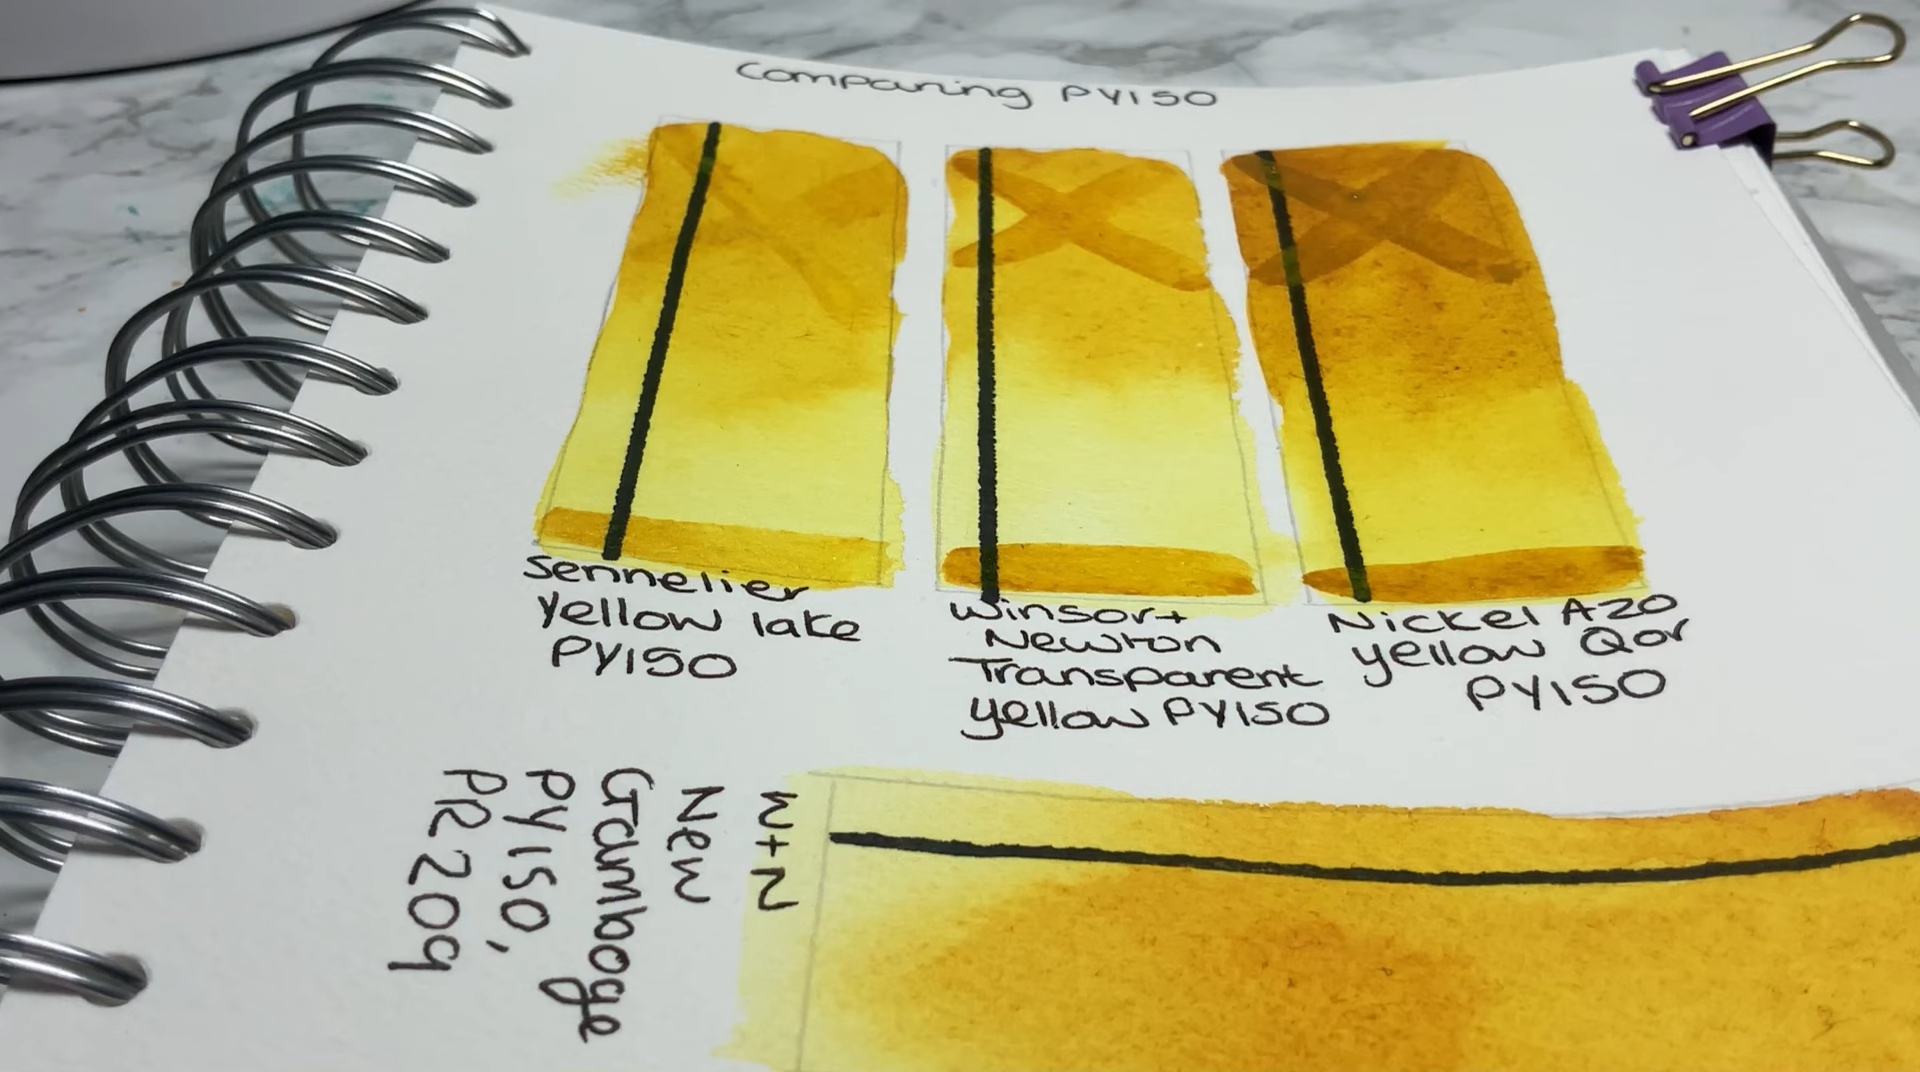 Comparing PY150
Sennelier
Yellow lake
PY150
Winsor+
Newton
Transparent
yellow PY150
Nickel Azo
yellow Qor
PY150
W+N
New
Gamboge
PY150,
PR209